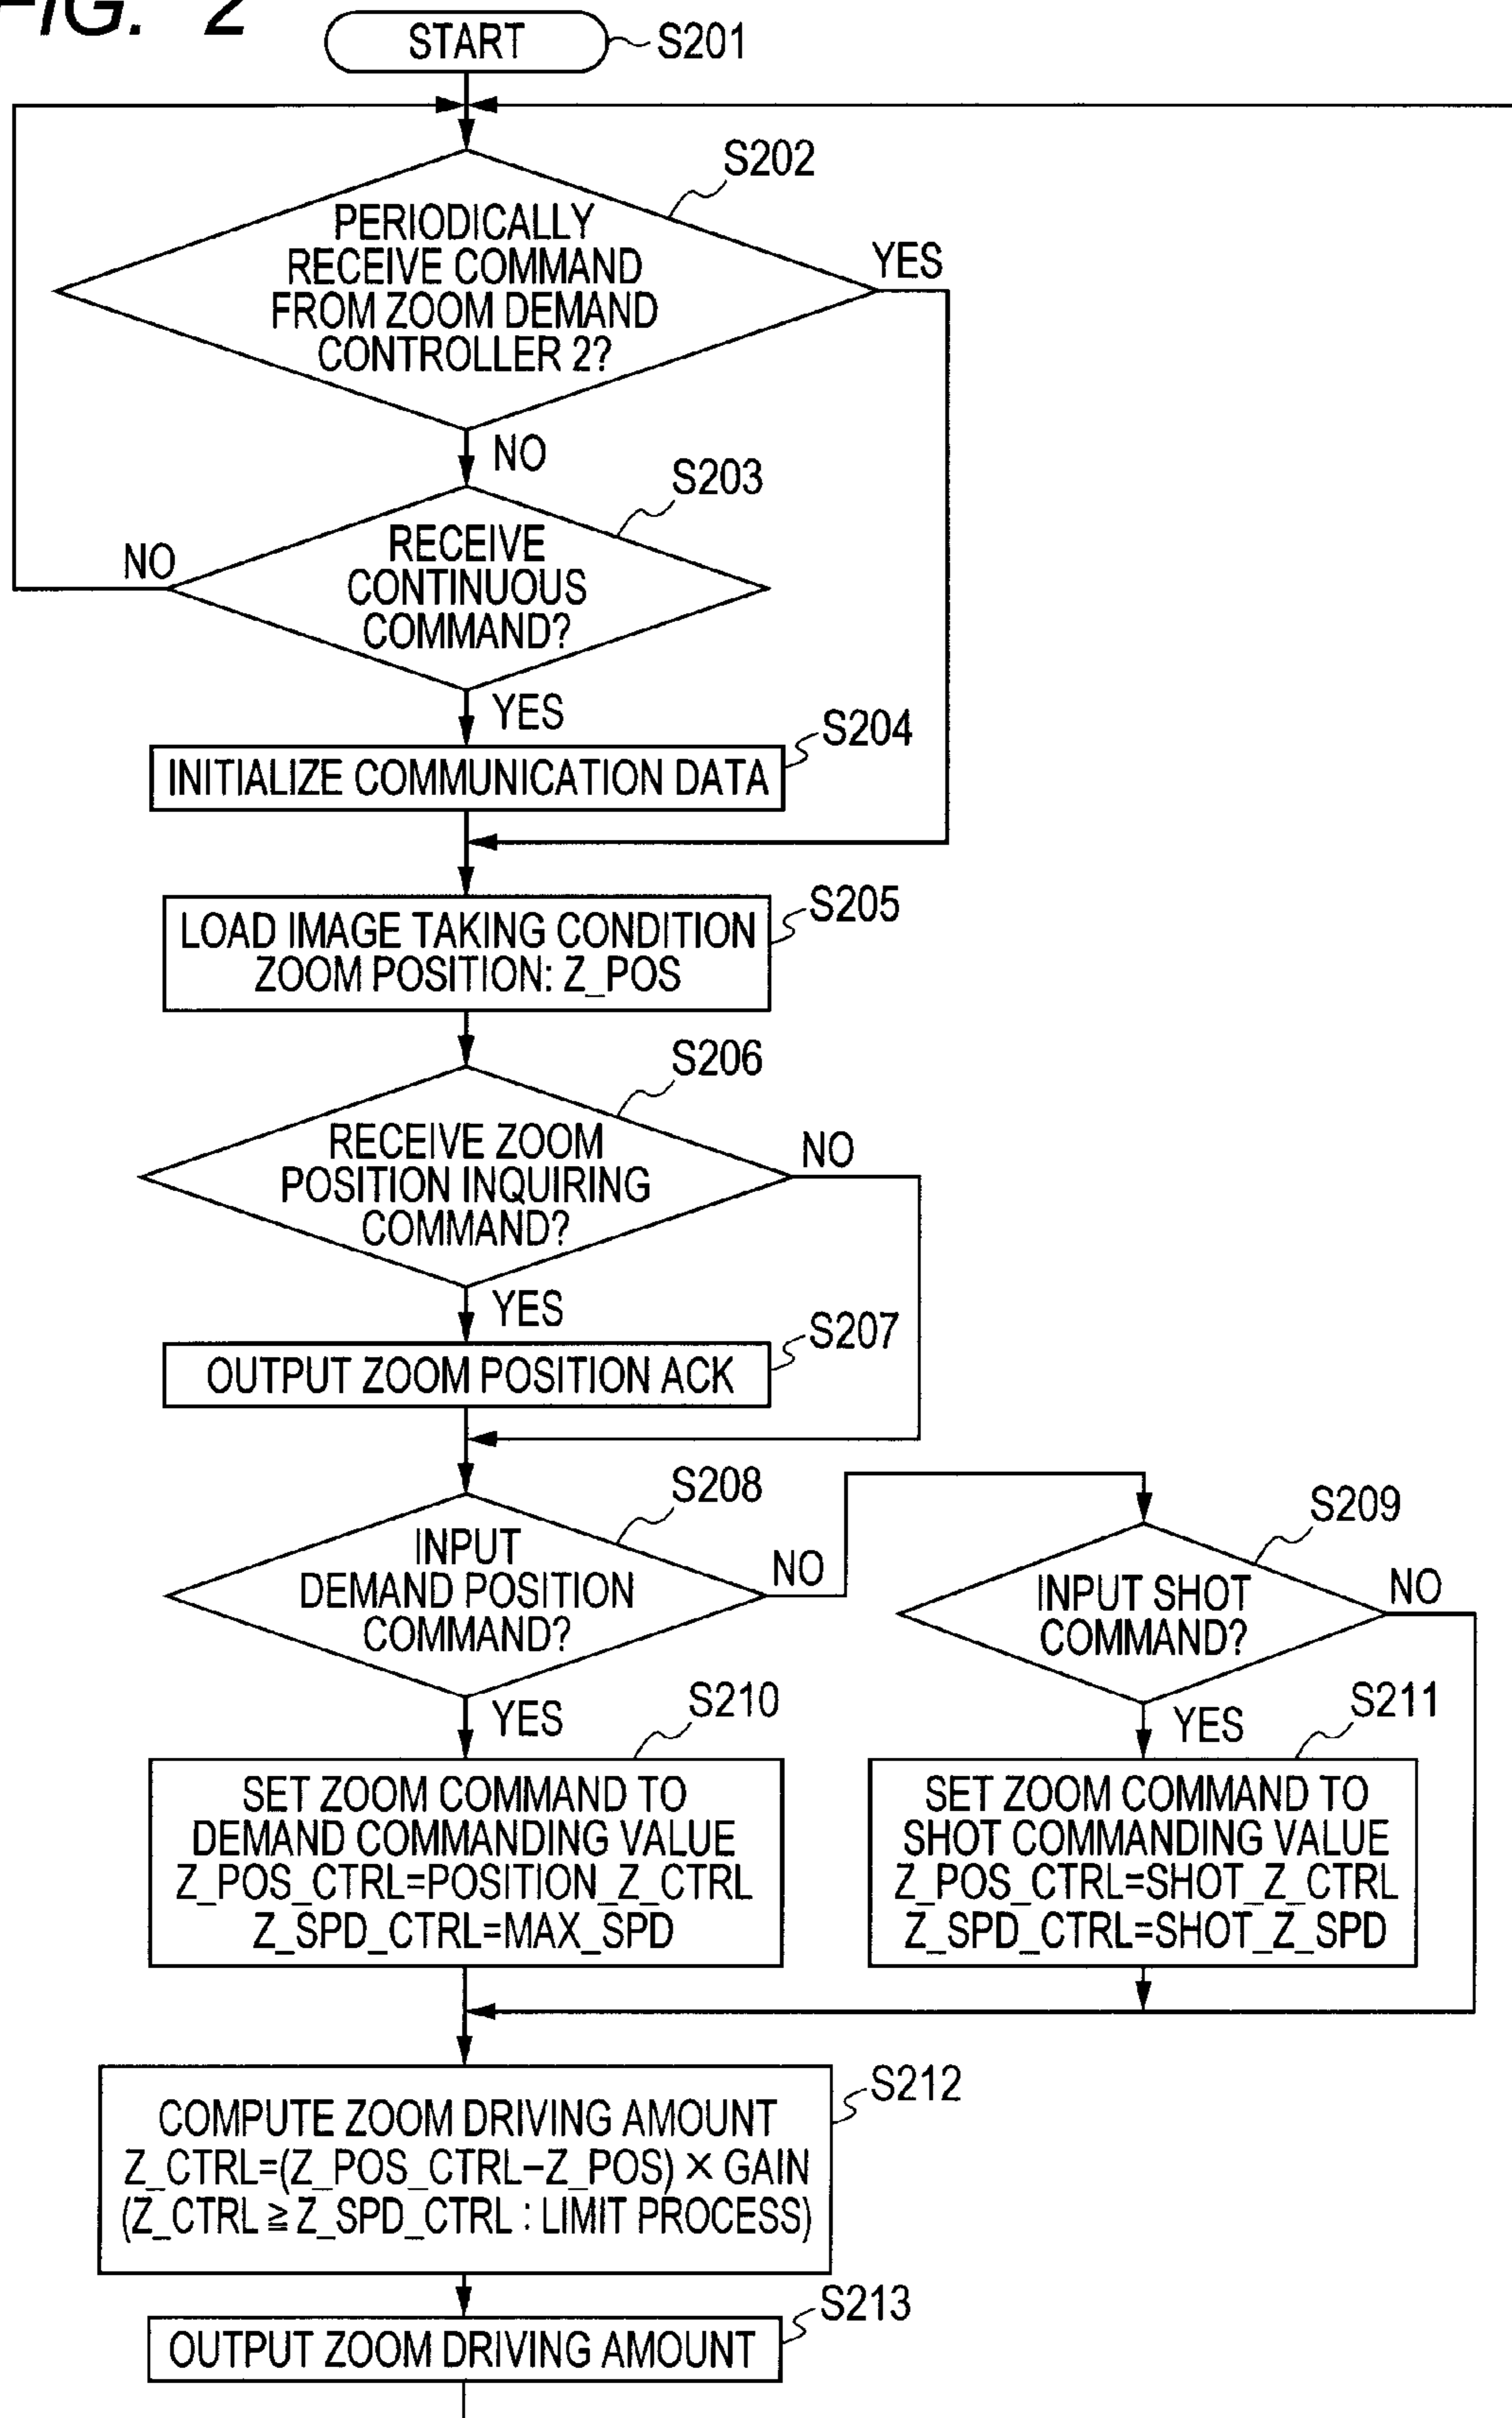 FIG. 2
START
S201
S202
PERIODICALLY
RECEIVE COMMAND
FROM ZOOM DEMAND
CONTROLLER 2?
YES
NO
S203
RECEIVE
CONTINUOUS
COMMAND?
NO
YES
S204
INITIALIZE COMMUNICATION DATA
S205
LOAD IMAGE TAKING CONDITION
ZOOM POSITION: Z_POS
S206
RECEIVE ZOOM
POSITION INQUIRING
COMMAND?
NO
YES
S207
OUTPUT ZOOM POSITION ACK
S208
INPUT
DEMAND POSITION
COMMAND?
NO
YES
S209
INPUT SHOT
COMMAND?
NO
YES
S210
SET ZOOM COMMAND TO
DEMAND COMMANDING VALUE
Z_POS_CTRL=POSITION_Z_CTRL
Z_SPD_CTRL=MAX_SPD
S211
SET ZOOM COMMAND TO
SHOT COMMANDING VALUE
Z_POS_CTRL=SHOT_Z_CTRL
Z_SPD_CTRL=SHOT_Z_SPD
S212
COMPUTE ZOOM DRIVING AMOUNT
Z_CTRL=(Z_POS_CTRL−Z_POS) × GAIN
(Z_CTRL ≧ Z_SPD_CTRL : LIMIT PROCESS)
S213
OUTPUT ZOOM DRIVING AMOUNT